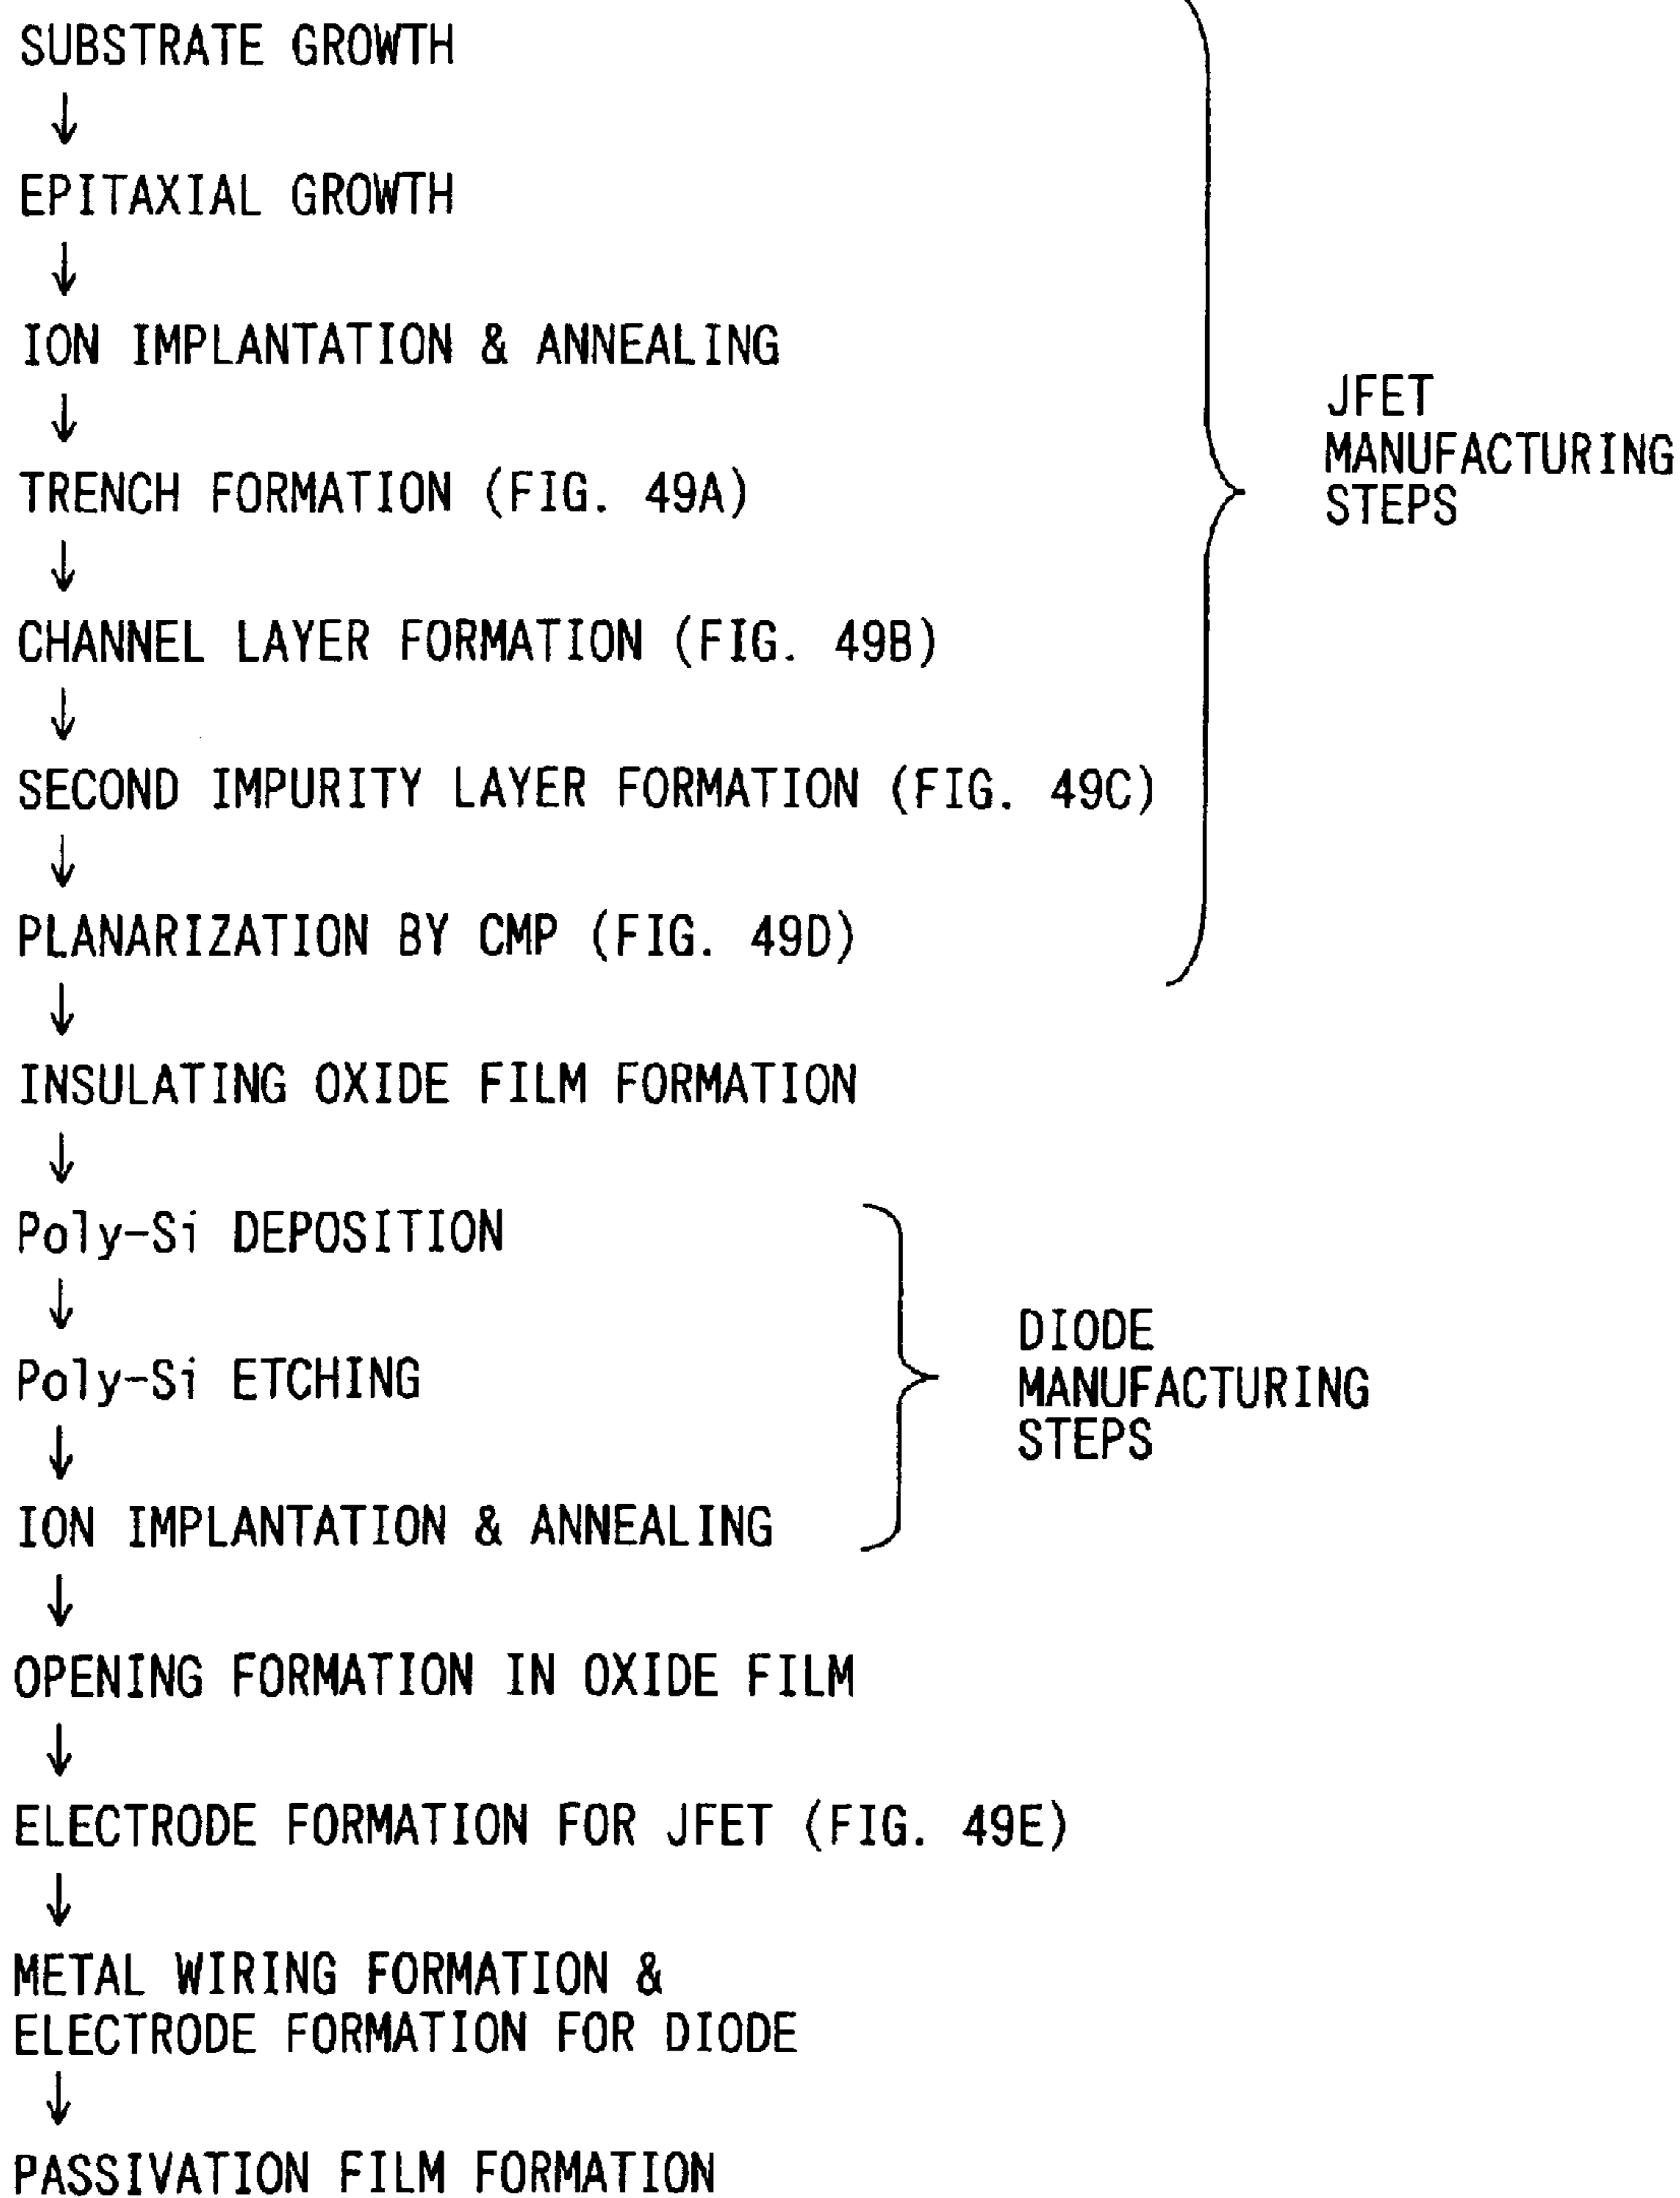 SUBSTRATE GROWTH
↓
EPITAXIAL GROWTH
↓
ION IMPLANTATION & ANNEALING
↓
TRENCH FORMATION (FIG. 49A)
↓
CHANNEL LAYER FORMATION (FIG. 49B)
↓
SECOND IMPURITY LAYER FORMATION (FIG. 49C)
↓
PLANARIZATION BY CMP (FIG. 49D)
JFET
MANUFACTURING
STEPS
↓
INSULATING OXIDE FILM FORMATION
↓
Poly-Si DEPOSITION
↓
Poly-Si ETCHING
↓
ION IMPLANTATION & ANNEALING
DIODE
MANUFACTURING
STEPS
↓
OPENING FORMATION IN OXIDE FILM
↓
ELECTRODE FORMATION FOR JFET (FIG. 49E)
↓
METAL WIRING FORMATION &
ELECTRODE FORMATION FOR DIODE
↓
PASSIVATION FILM FORMATION